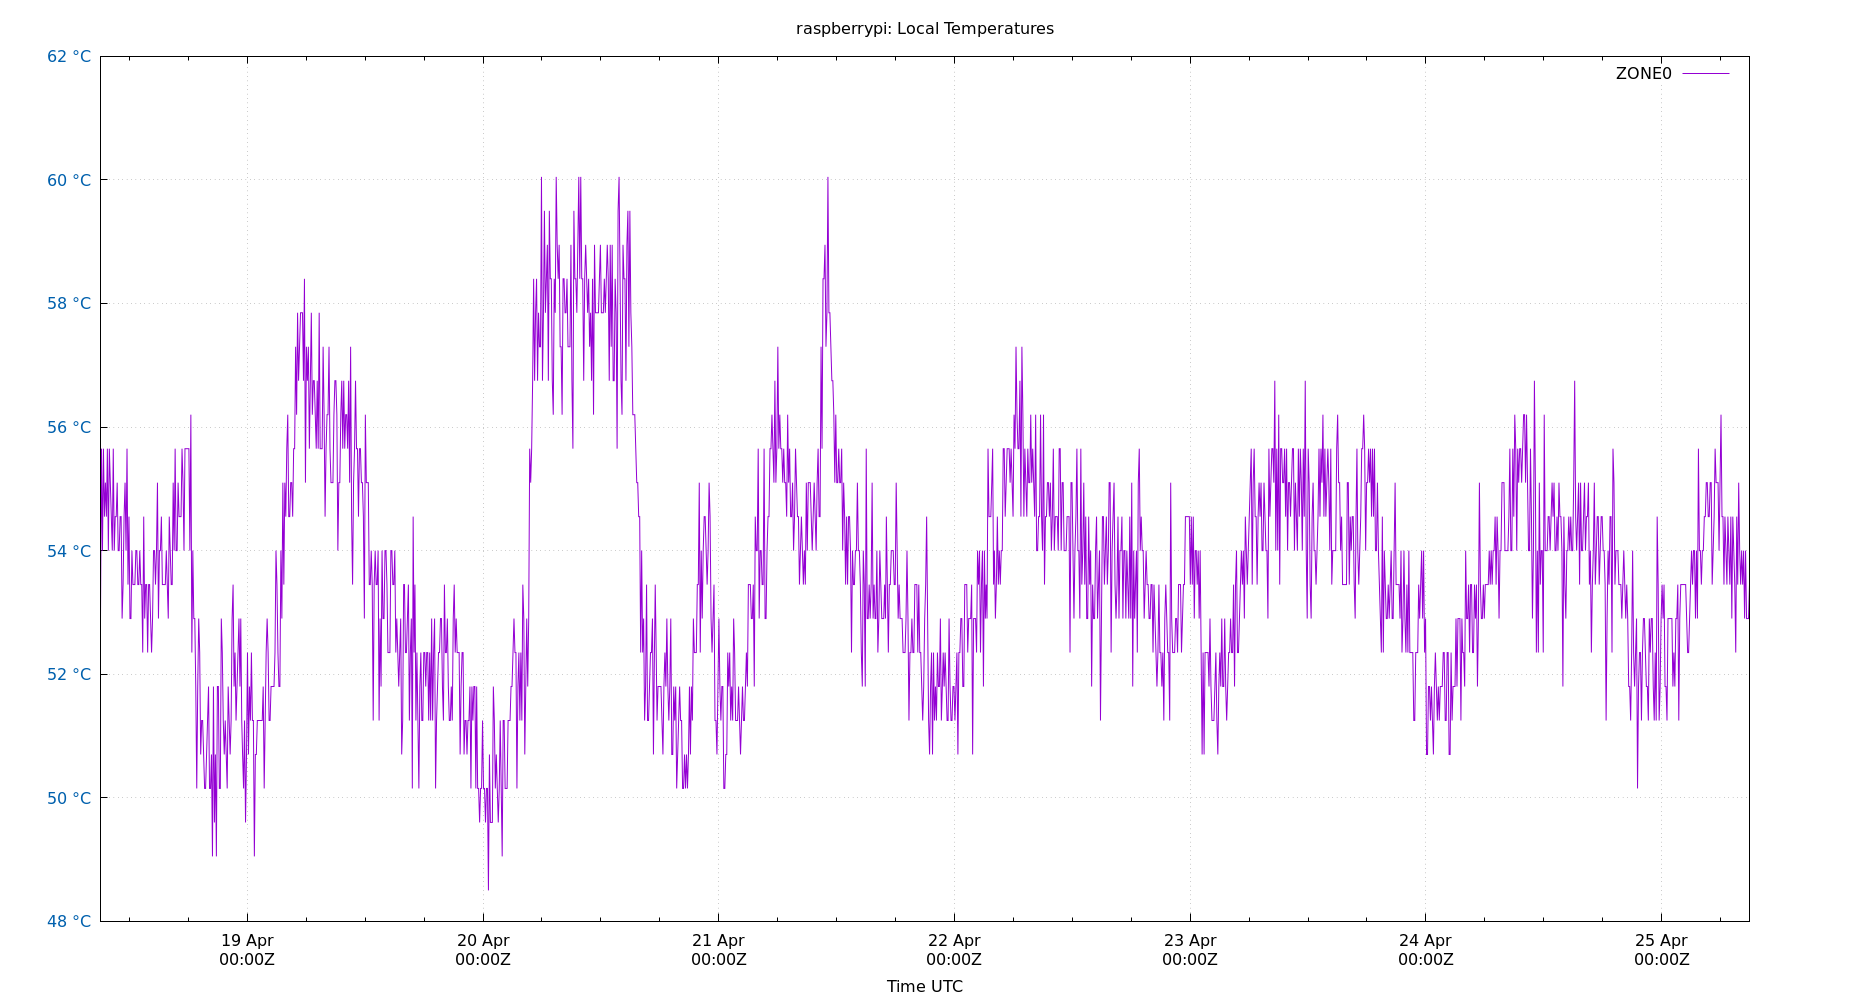 raspberrypi: Local Temperatures
62 °C
ZONE0
60 °C
58 °C
56 °C
54 °C
52 °C
50 °C
48 °C
19 Apr 20 Apr 21 Apr 22 Apr 23 Apr 24 Apr 25 Apr
00:00Z 00:00Z 00:00Z 00:00Z 00:00Z 00:00Z 00:00Z
Time UTC